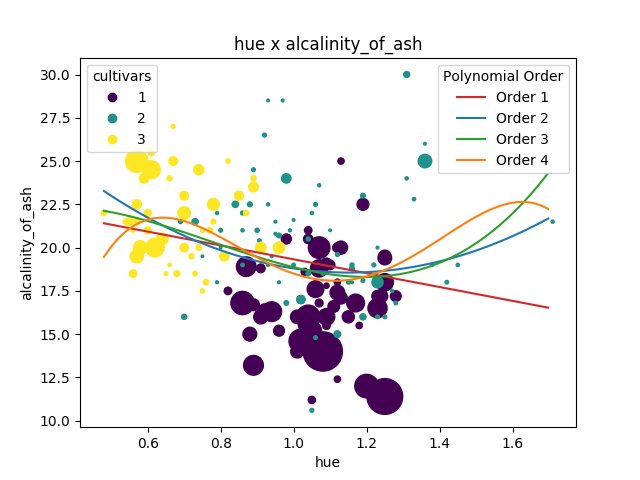 hue x alcalinity_of_ash
cultivars
1
2
3
Polynomial Order
Order 1
Order 2
Order 3
Order 4
30.0
27.5
25.0
22.5
20.0
17.5
15.0
12.5
10.0
alcalinity_of_ash
0.6 0.8 1.0 1.2 1.4 1.6
hue